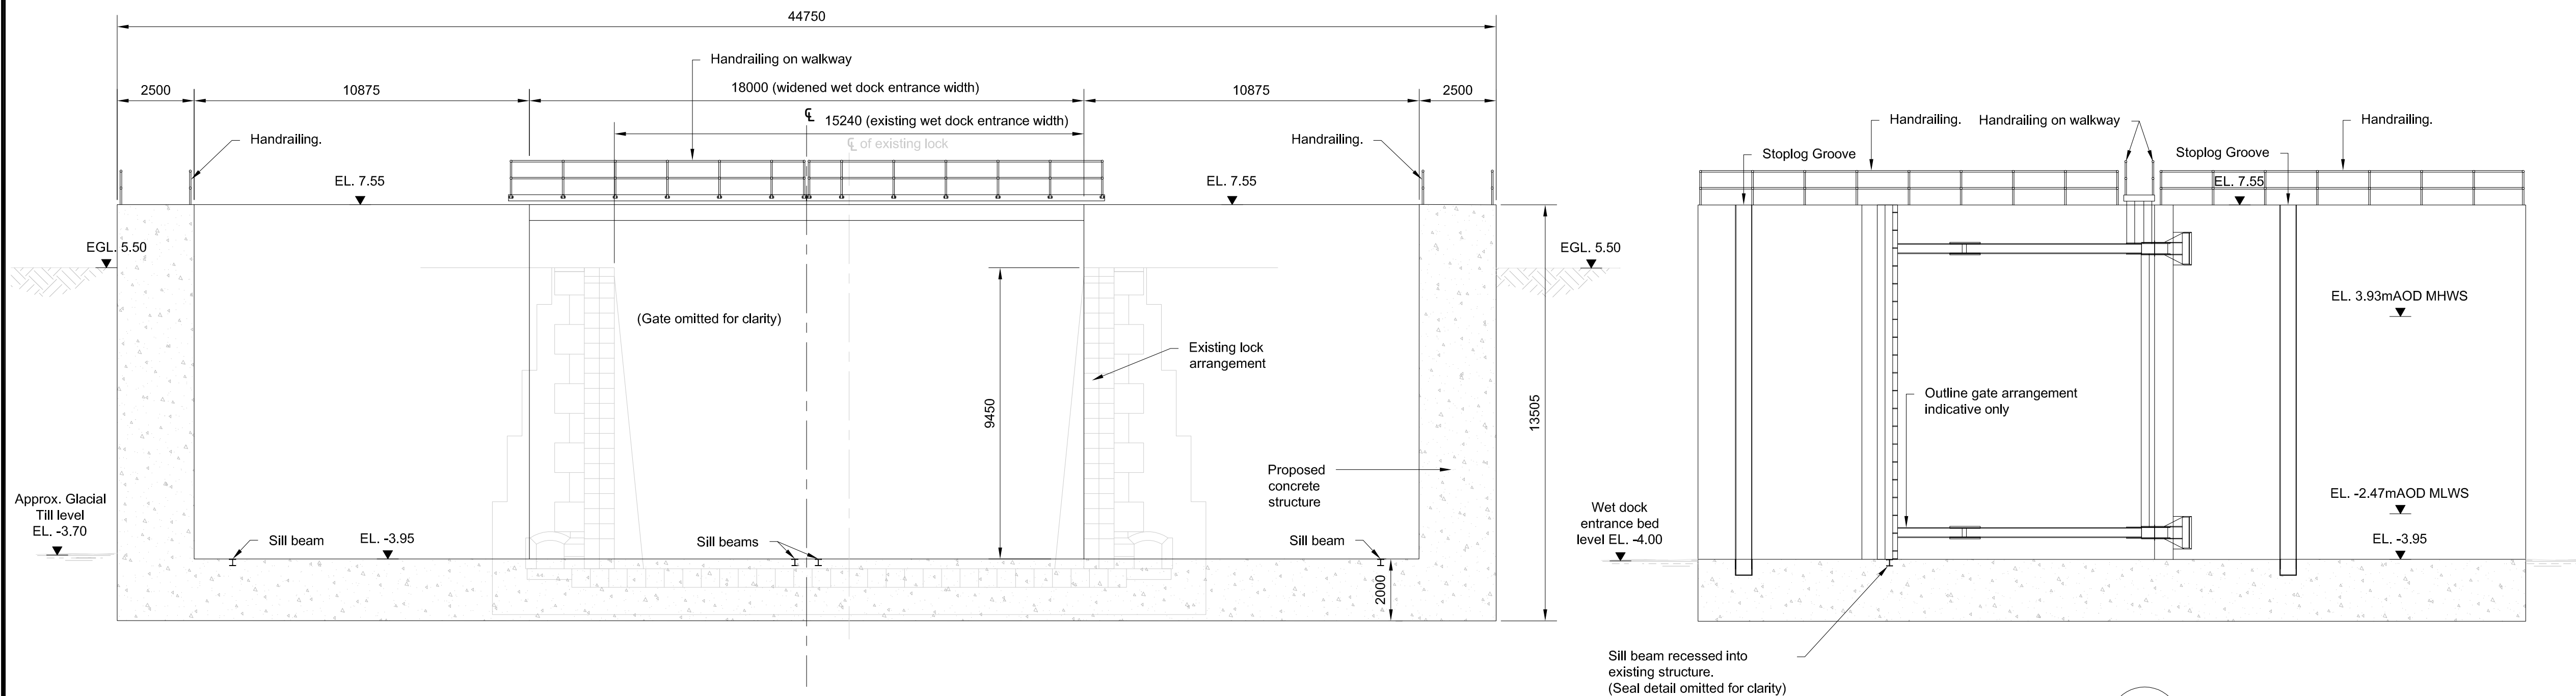 44750
Handrailing on walkway
2500
10875
18000 (widened wet dock entrance width)
10875
2500
℄ 15240 (existing wet dock entrance width)
℄ of existing lock
Handrailing.
Handrailing.
EL. 7.55
EL. 7.55
EGL. 5.50
EGL. 5.50
(Gate omitted for clarity)
Existing lock
arrangement
9450
13505
Proposed
concrete
structure
Approx. Glacial
Till level
EL. -3.70
Sill beam
EL. -3.95
Sill beams
Sill beam
2000
Handrailing.
Handrailing on walkway
Handrailing.
Stoplog Groove
Stoplog Groove
EL. 7.55
EL. 3.93mAOD MHWS
Outline gate arrangement
indicative only
EL. -2.47mAOD MLWS
Wet dock
entrance bed
level EL. -4.00
EL. -3.95
Sill beam recessed into
existing structure.
(Seal detail omitted for clarity)